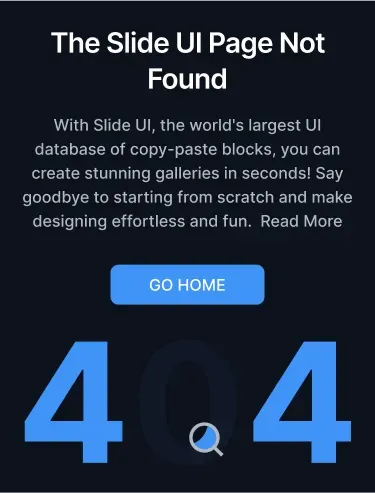 The Slide UI Page Not
Found
With Slide UI, the world's largest UI
database of copy-paste blocks, you can
create stunning galleries in seconds! Say
goodbye to starting from scratch and make
designing effortless and fun.  Read More
GO HOME
404